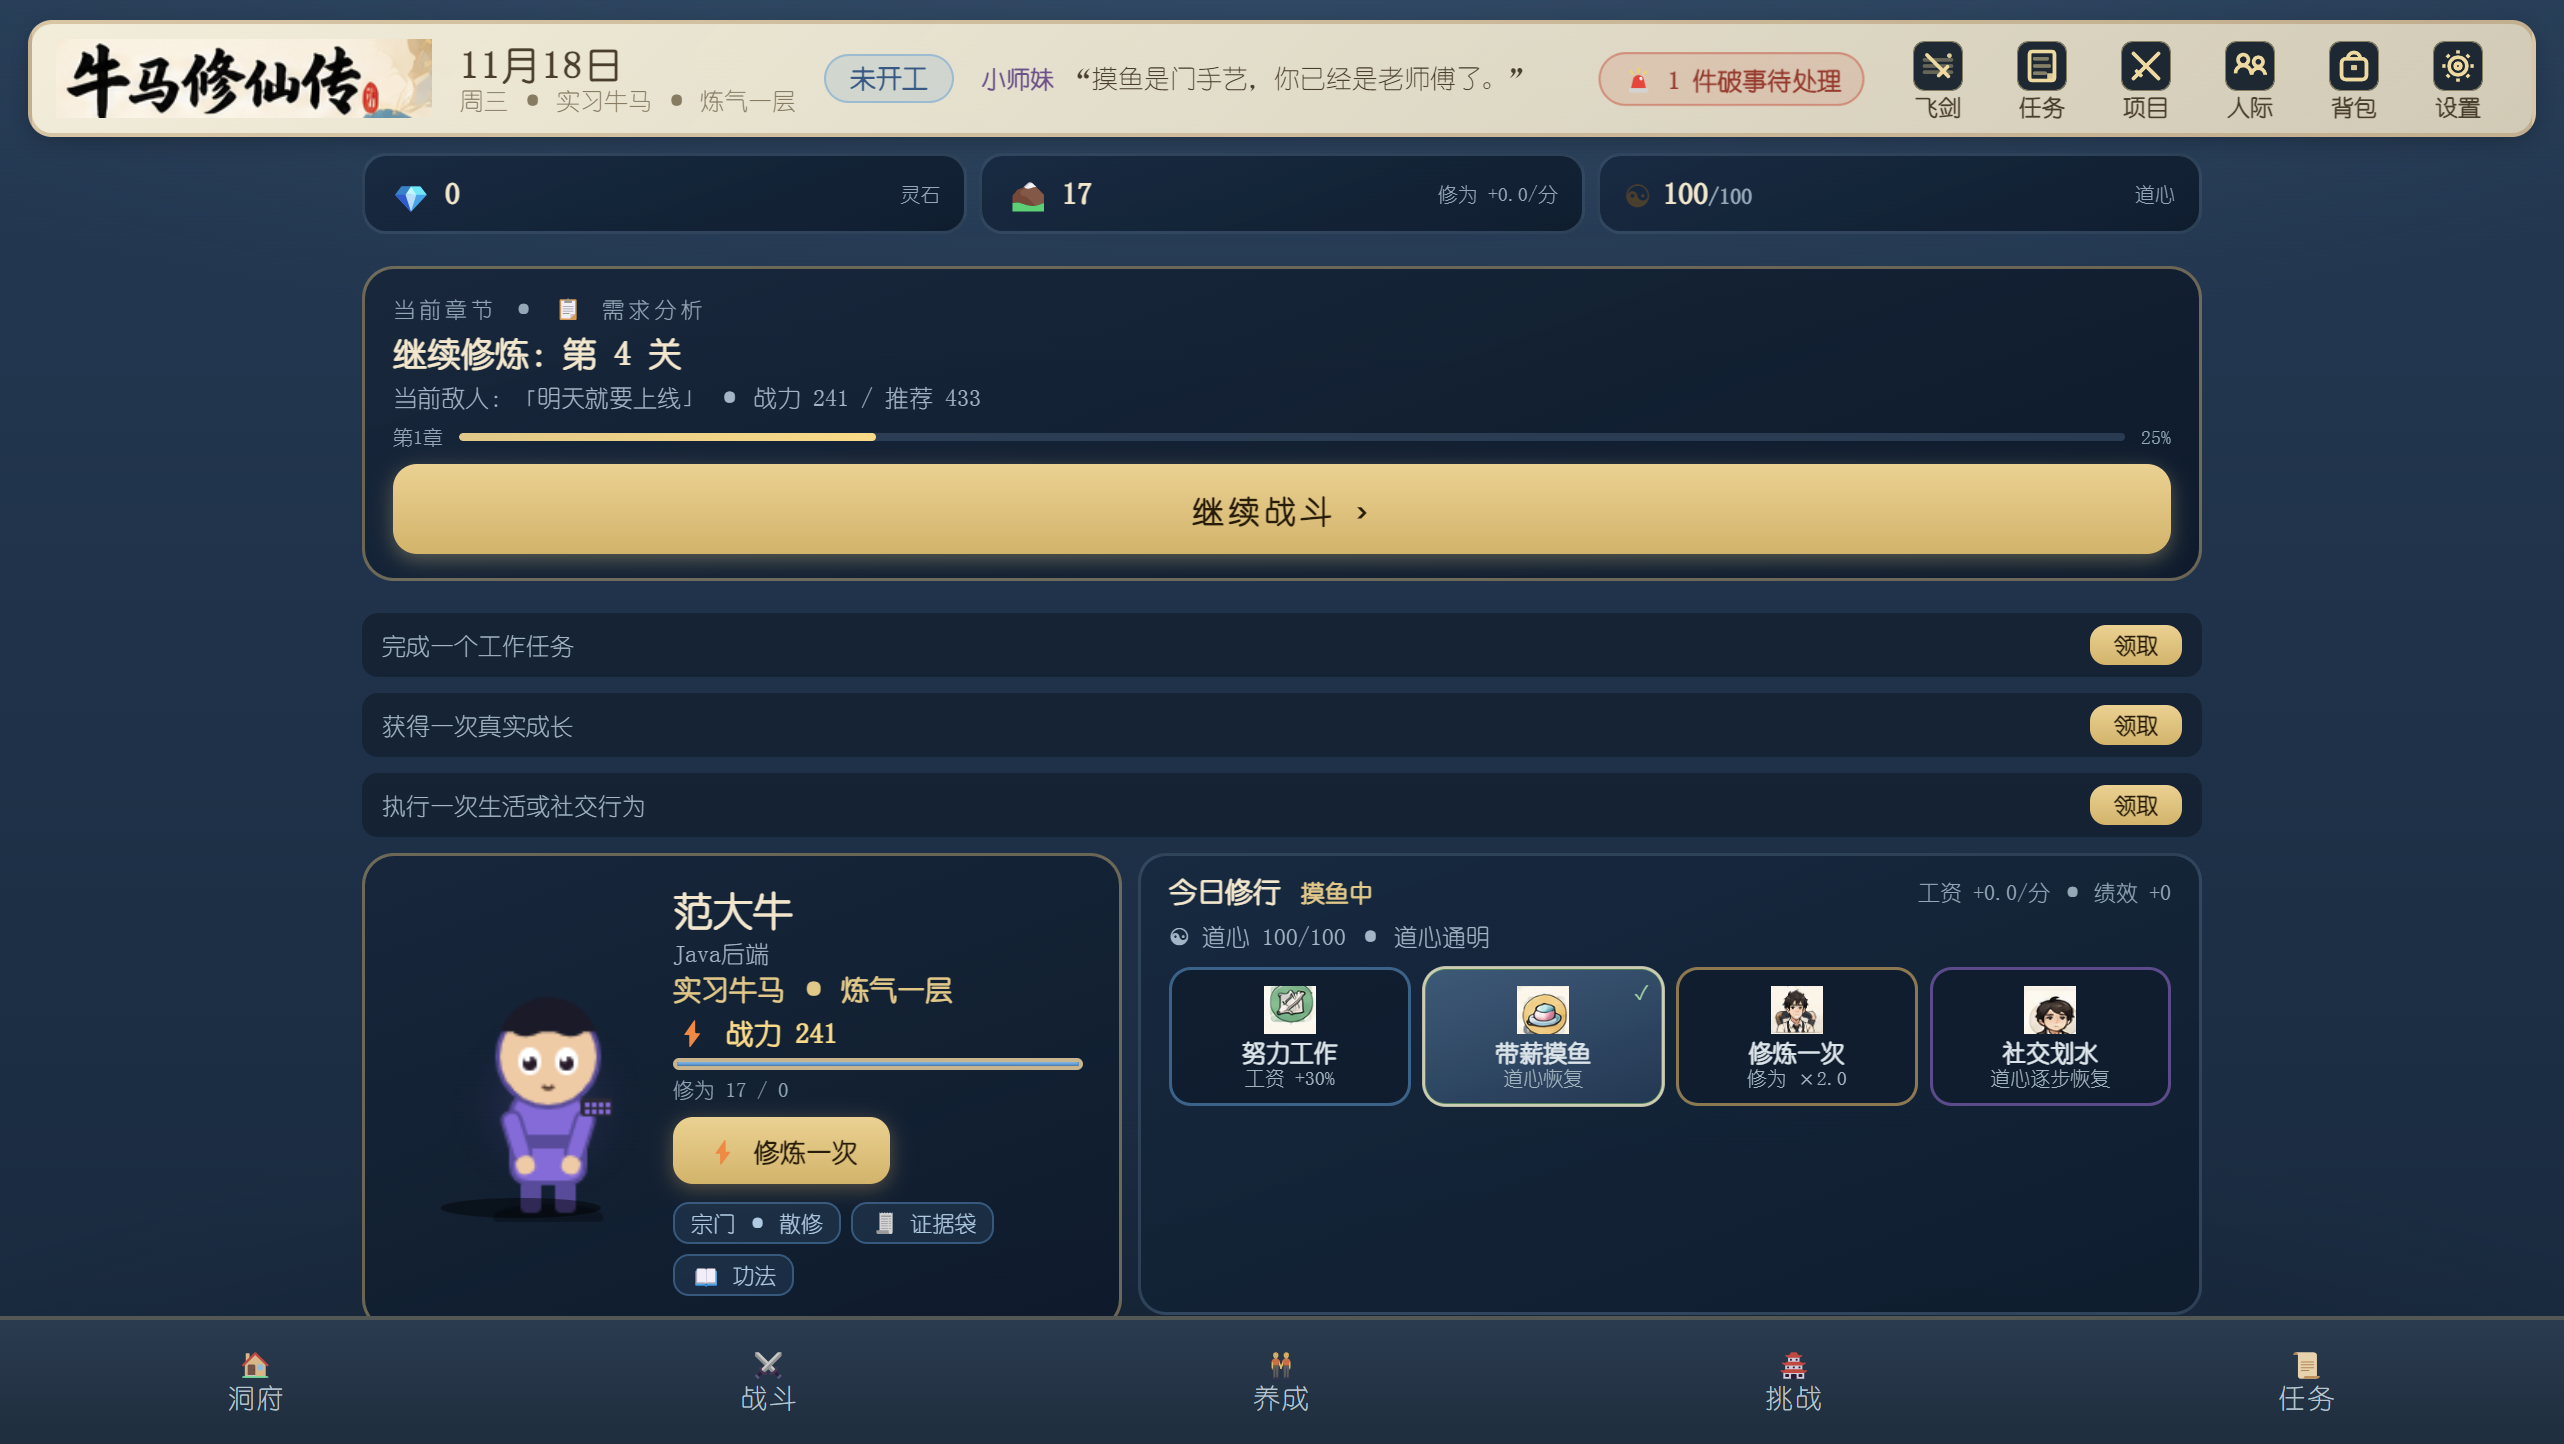 牛马修仙传
11月18日
周三 • 实习牛马 • 炼气一层
未开工
小师妹 “摸鱼是门手艺，你已经是老师傅了。”
1 件破事待处理
飞剑
任务
项目
人际
背包
设置
0 灵石
17 修为 +0.0/分
100/100 道心
当前章节 • 需求分析
继续修炼：第 4 关
当前敌人：「明天就要上线」 • 战力 241 / 推荐 433
第1章 25%
继续战斗 ›
完成一个工作任务 领取
获得一次真实成长 领取
执行一次生活或社交行为 领取
范大牛
Java后端
实习牛马 • 炼气一层
战力 241
修为 17 / 0
修炼一次
宗门 • 散修
证据袋
功法
今日修行 摸鱼中 工资 +0.0/分 • 绩效 +0
道心 100/100 • 道心通明
努力工作
工资 +30%
带薪摸鱼
道心恢复
修炼一次
修为 ×2.0
社交划水
道心逐步恢复
洞府
战斗
养成
挑战
任务